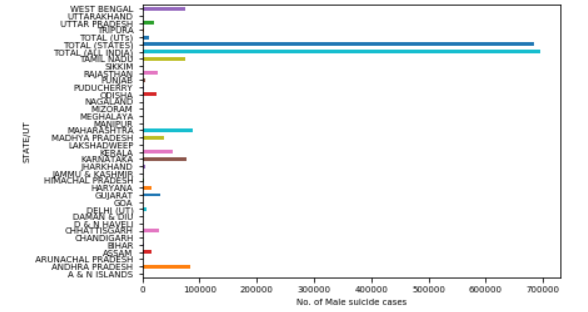 WEST BENGAL
UTTARAKHAND
UTTAR PRADESH
TRIPURA
TOTAL (UTs)
TOTAL (STATES)
TOTAL (ALL INDIA)
TAMIL NADU
SIKKIM
RAJASTHAN
PUNJAB
PUDUCHERRY
ODISHA
NAGALAND
MIZORAM
MEGHALAYA
MANIPUR
MAHARASHTRA
MADHYA PRADESH
LAKSHADWEEP
KERALA
KARNATAKA
JHARKHAND
JAMMU & KASHMIR
HIMACHAL PRADESH
HARYANA
GUJARAT
GOA
DELHI (UT)
DAMAN & DIU
D & N HAVELI
CHHATTISGARH
CHANDIGARH
BIHAR
ASSAM
ARUNACHAL PRADESH
ANDHRA PRADESH
A & N ISLANDS
STATE/UT
0 100000 200000 300000 400000 500000 600000 700000
No. of Male suicide cases